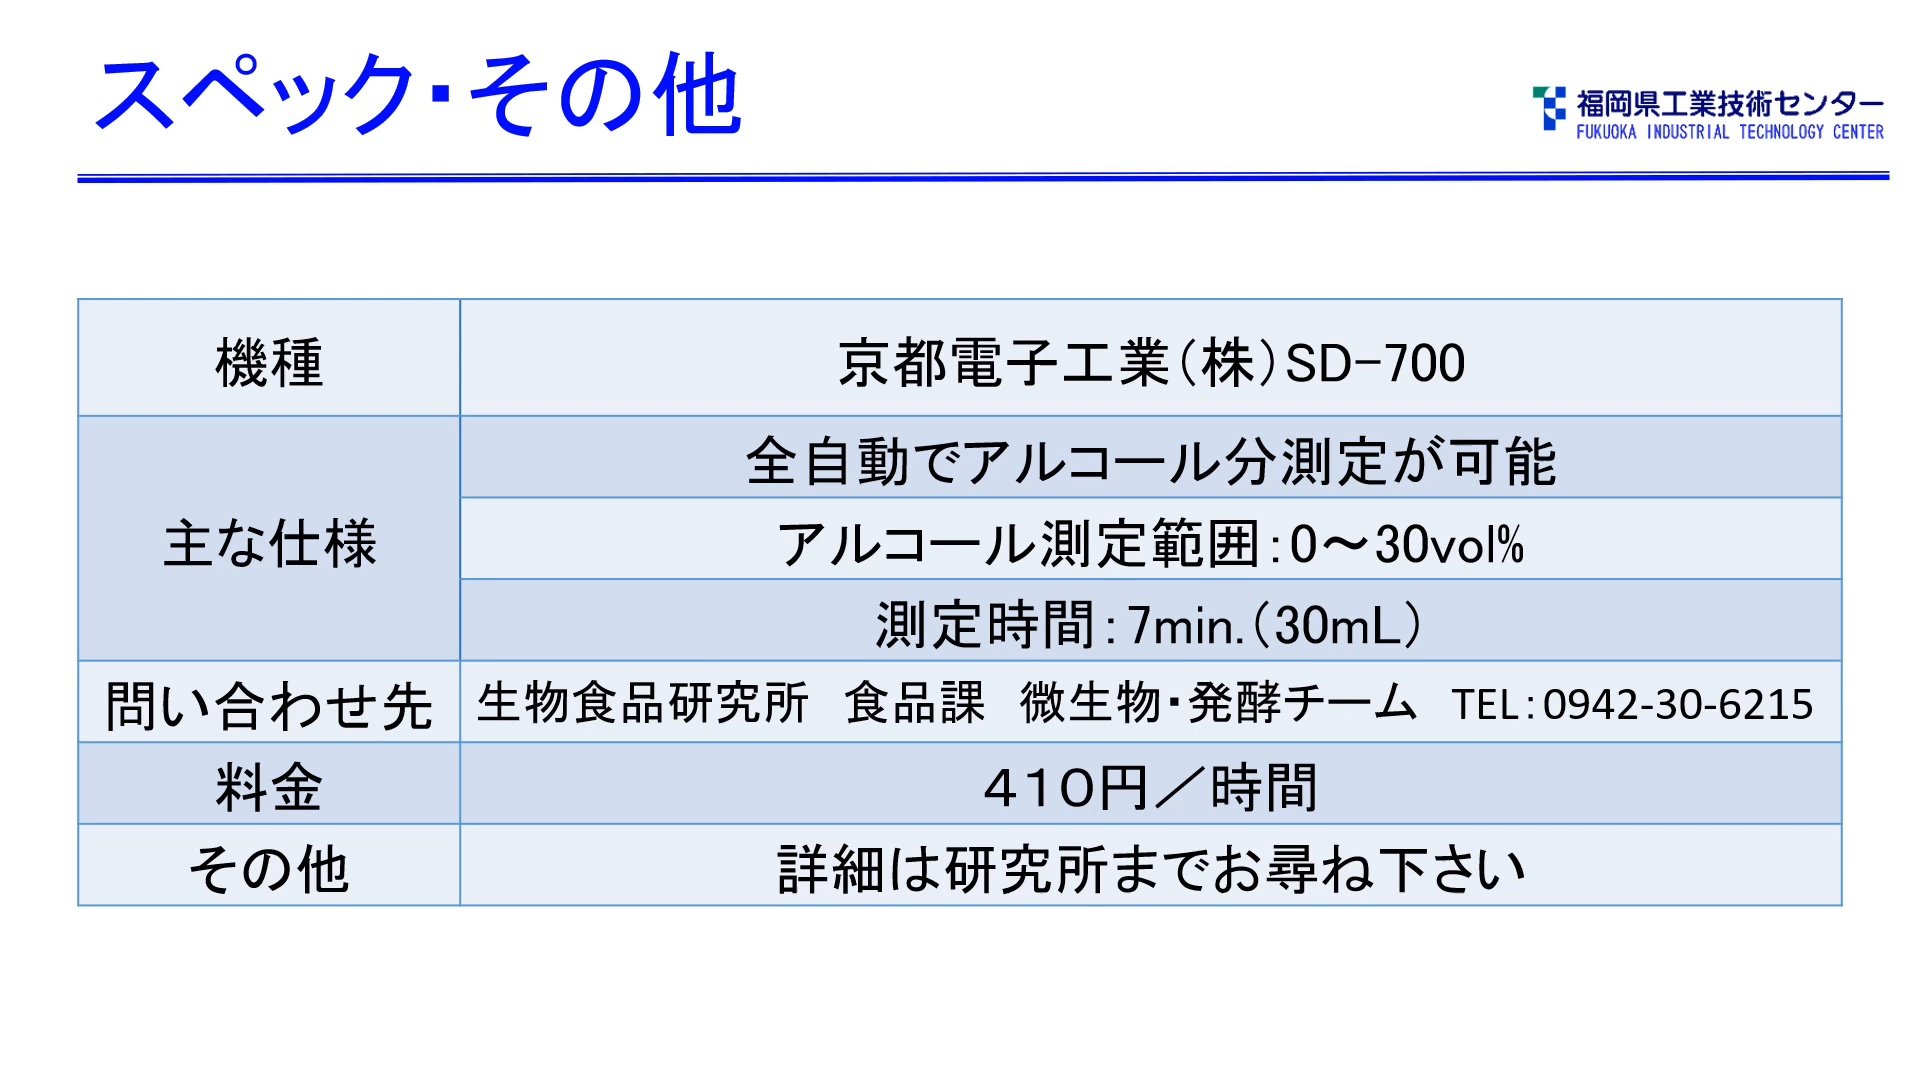 スペック・その他
福岡県工業技術センター
FUKUOKA INDUSTRIAL TECHNOLOGY CENTER
機種
京都電子工業（株）SD-700
主な仕様
全自動でアルコール分測定が可能
アルコール測定範囲：0～30vol%
測定時間：7min.（30mL）
問い合わせ先
生物食品研究所　食品課　微生物・発酵チーム　TEL：0942-30-6215
料金
４１０円／時間
その他
詳細は研究所までお尋ね下さい